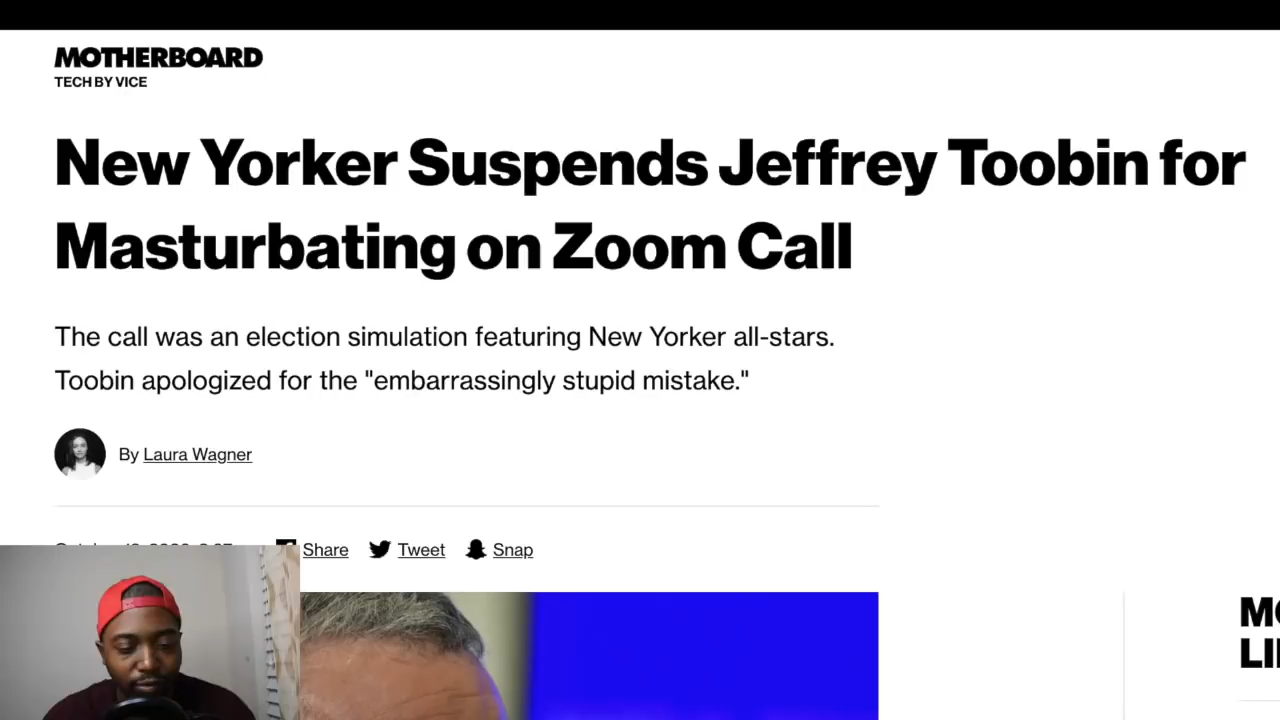 MOTHERBOARD
TECH BY VICE
New Yorker Suspends Jeffrey Toobin for
Masturbating on Zoom Call
The call was an election simulation featuring New Yorker all-stars.
Toobin apologized for the "embarrassingly stupid mistake."
By Laura Wagner
Share Tweet Snap